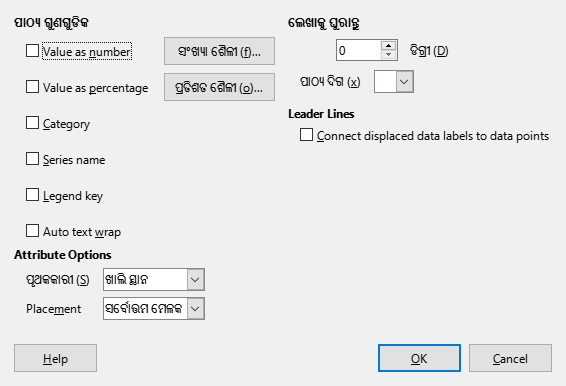 ପାଠ୍ୟ ଗୁଣଗୁଡିକ
Value as number
ସଂଖ୍ୟା ଶୈଳୀ (f)...
Value as percentage
ପ୍ରତିଶତ ଶୈଳୀ (o)...
Category
Series name
Legend key
Auto text wrap
Attribute Options
ପୃଥକକାରୀ (S)
ଖାଲି ସ୍ଥାନ
Placement
ସର୍ବୋତ୍ତମ ମେଳକ
ଲେଖାକୁ ଘୁରାନ୍ତୁ
0
ଡିଗ୍ରୀ (D)
ପାଠ୍ୟ ଦିଗ (x)
Leader Lines
Connect displaced data labels to data points
Help
OK
Cancel